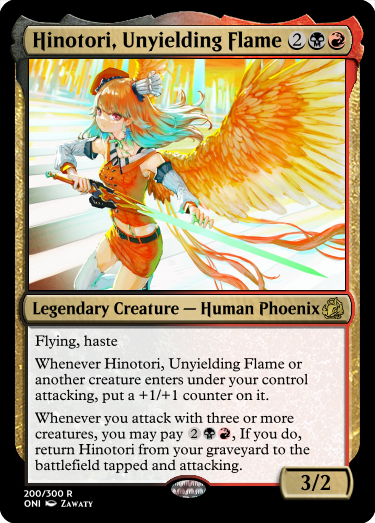 Hinotori, Unyielding Flame 2
Legendary Creature — Human Phoenix
Flying, haste
Whenever Hinotori, Unyielding Flame or
another creature enters under your control
attacking, put a +1/+1 counter on it.
Whenever you attack with three or more
creatures, you may pay 2 , If you do,
return Hinotori from your graveyard to the
battlefield tapped and attacking.
3/2
200/300 R
ONI Zawaty